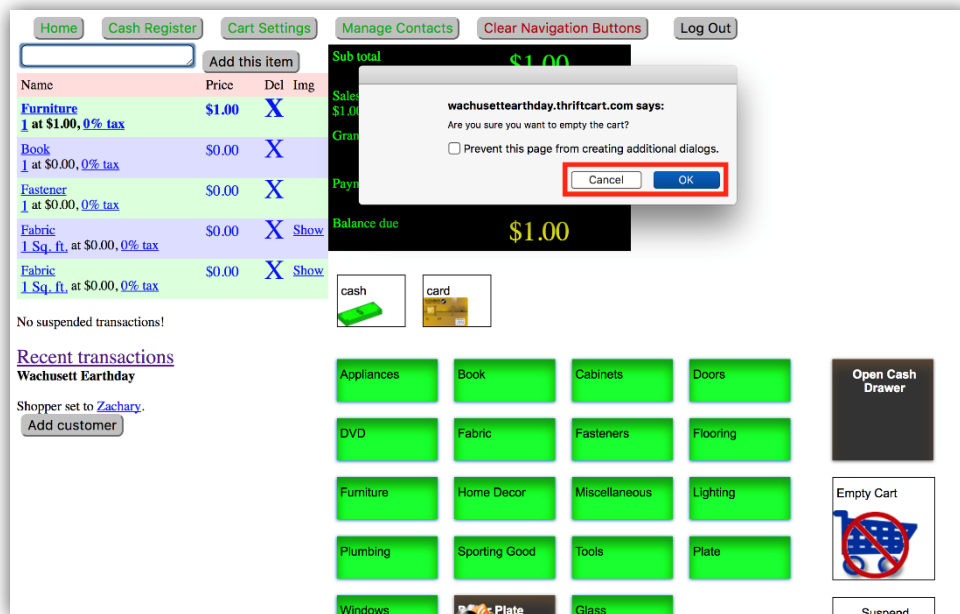 Home Cash Register Cart Settings Manage Contacts Clear Navigation Buttons Log Out
Add this item
Name Price Del Img
Furniture $1.00 X
1 at $1.00, 0% tax
Book $0.00 X
1 at $0.00, 0% tax
Fastener $0.00 X
1 at $0.00, 0% tax
Fabric $0.00 X Show
1 Sq. ft. at $0.00, 0% tax
Fabric $0.00 X Show
1 Sq. ft. at $0.00, 0% tax
No suspended transactions!
Recent transactions
Wachusett Earthday
Shopper set to Zachary.
Add customer
Sub total $1.00
Sales
$1.0
Gran
Paym
Balance due $1.00
wachusettearthday.thriftcart.com says:
Are you sure you want to empty the cart?
Prevent this page from creating additional dialogs.
Cancel OK
cash card
Appliances Book Cabinets Doors
DVD Fabric Fasteners Flooring
Furniture Home Decor Miscellaneous Lighting
Plumbing Sporting Good Tools Plate
Windows Plate Glass
Open Cash
Drawer
Empty Cart
Suspend